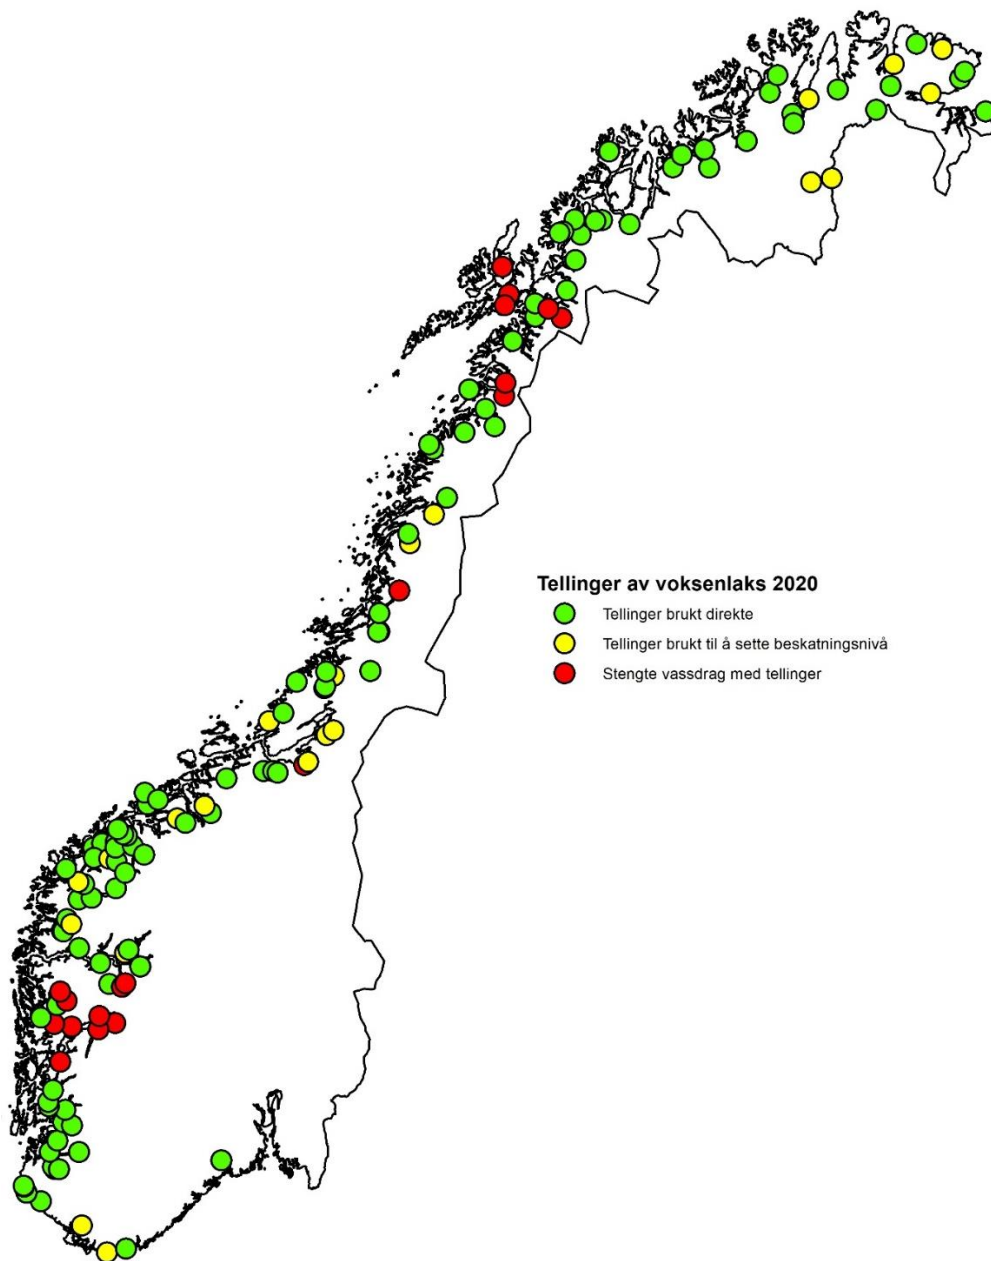 Tellinger av voksenlaks 2020
Tellinger brukt direkte
Tellinger brukt til å sette beskatningsnivå
Stengte vassdrag med tellinger